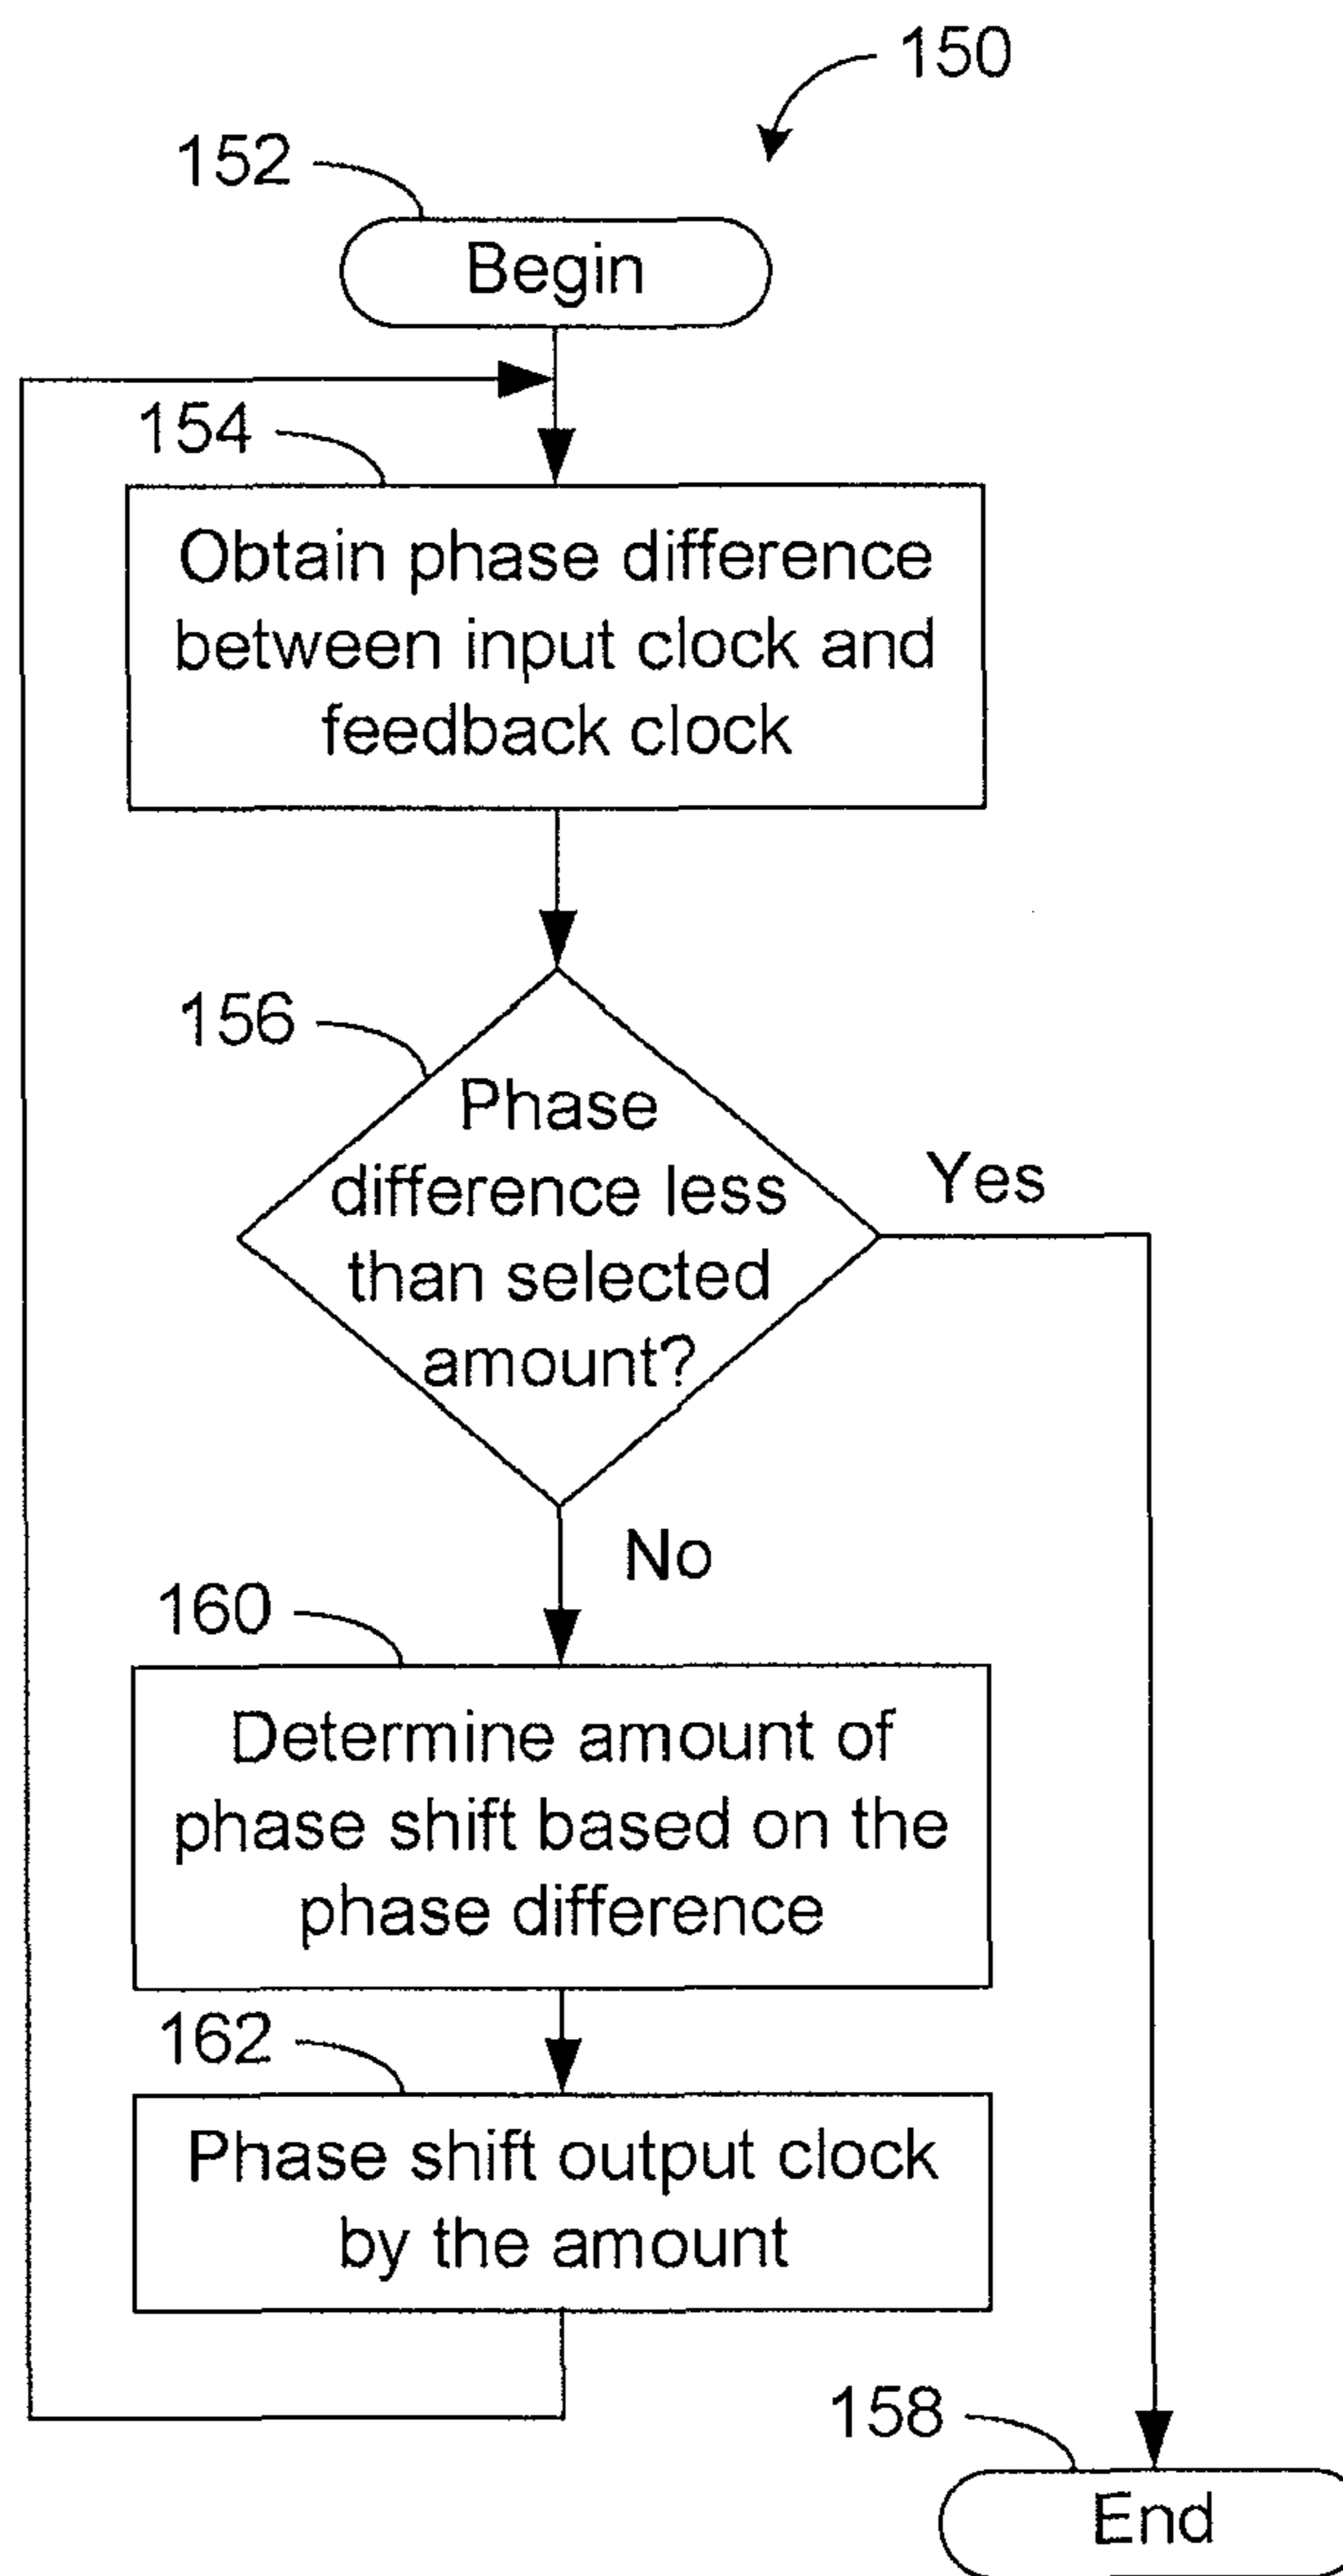 150
152
Begin
154
Obtain phase difference
between input clock and
feedback clock
156
Phase
difference less
than selected
amount?
Yes
No
160
Determine amount of
phase shift based on the
phase difference
162
Phase shift output clock
by the amount
158
End